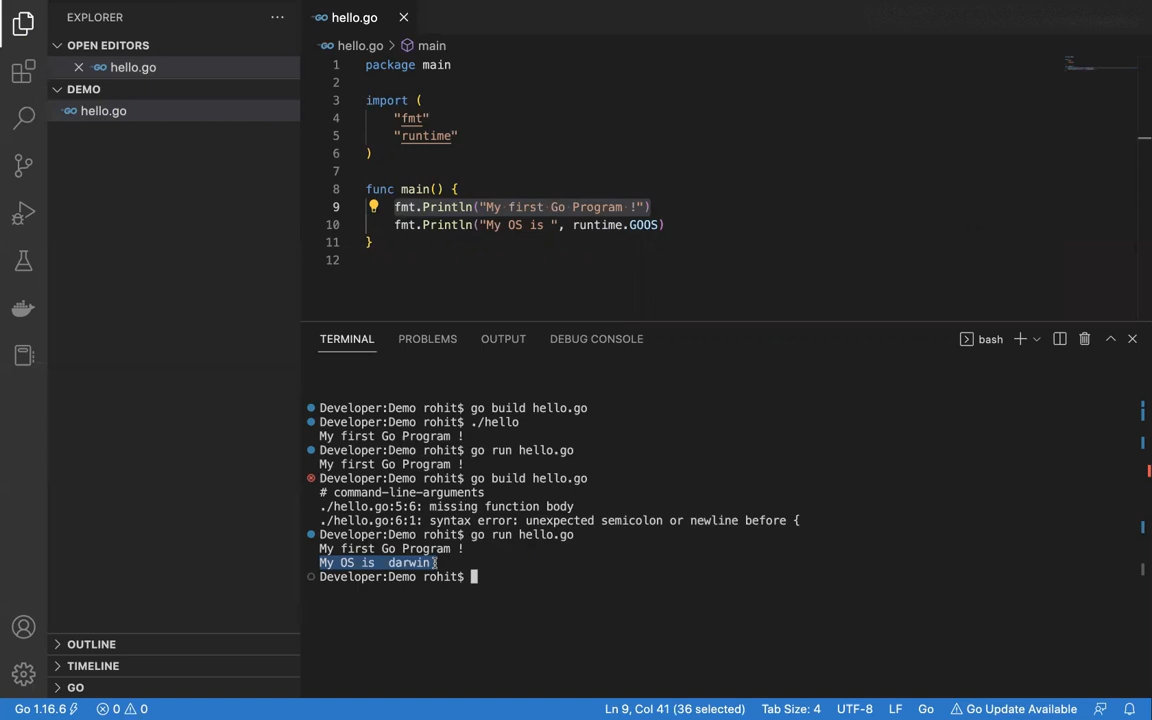 EXPLORER
OPEN EDITORS
GO hello.go
DEMO
GO hello.go
OUTLINE
TIMELINE
GO
GO hello.go
GO hello.go > main
1 package main
2
3 import (
4 "fmt"
5 "runtime"
6 )
7
8 func main() {
9 fmt.Println("My first Go Program !")
10 fmt.Println("My OS is ", runtime.GOOS)
11 }
12
TERMINAL PROBLEMS OUTPUT DEBUG CONSOLE bash
Developer:Demo rohit$ go build hello.go
Developer:Demo rohit$ ./hello
My first Go Program !
Developer:Demo rohit$ go run hello.go
My first Go Program !
Developer:Demo rohit$ go build hello.go
# command-line-arguments
./hello.go:5:6: missing function body
./hello.go:6:1: syntax error: unexpected semicolon or newline before {
Developer:Demo rohit$ go run hello.go
My first Go Program !
My OS is  darwin
Developer:Demo rohit$
Go 1.16.6 0 0 Ln 9, Col 41 (36 selected) Tab Size: 4 UTF-8 LF Go Go Update Available